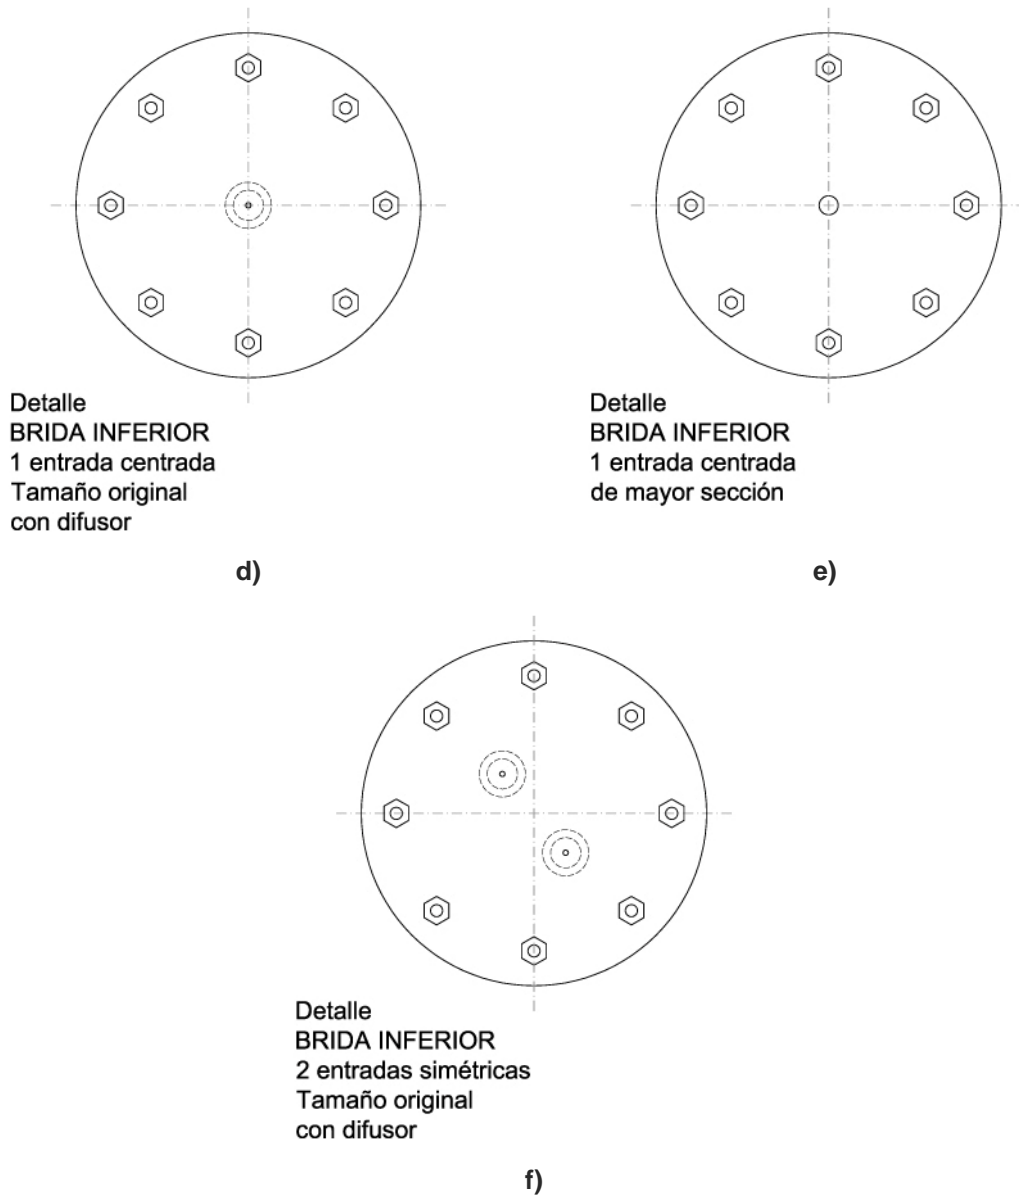 Detalle
BRIDA INFERIOR
1 entrada centrada
Tamaño original
con difusor
d)
Detalle
BRIDA INFERIOR
1 entrada centrada
de mayor sección
e)
Detalle
BRIDA INFERIOR
2 entradas simétricas
Tamaño original
con difusor
f)